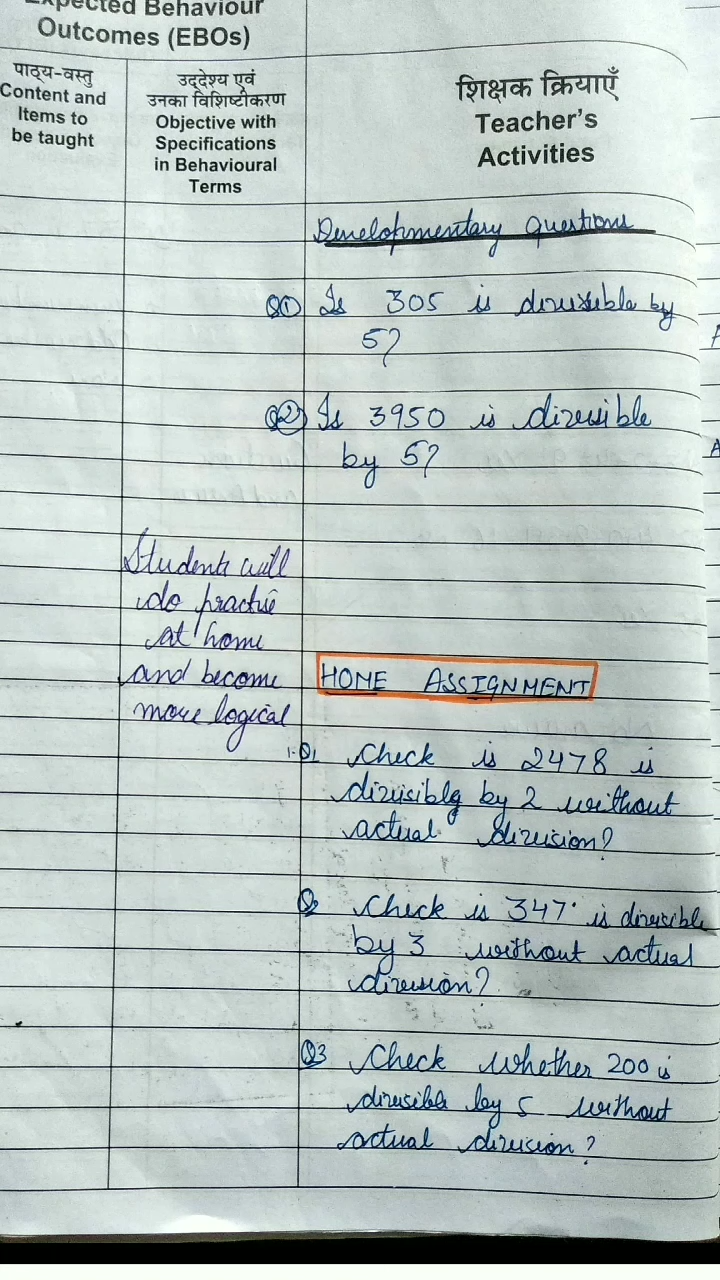 Expected Behaviour
Outcomes (EBOs)
पाठ्य-वस्तु
Content and
Items to
be taught
उद्देश्य एवं
उनका विशिष्टीकरण
Objective with
Specifications
in Behavioural
Terms
शिक्षक क्रियाएँ
Teacher's
Activities
Developmentary questions
Q1 Is 305 is divisible by
5?
Q2 Is 3950 is divisible
by 5?
Students will
do practise
at home
and become
more logical
HOME ASSIGNMENT
Q1 Check is 2478 is
divisible by 2 without
actual division?
Q2 Check is 347 is divisible
by 3 without actual
division?
Q3 Check whether 200 is
divisible by 5 without
actual division?